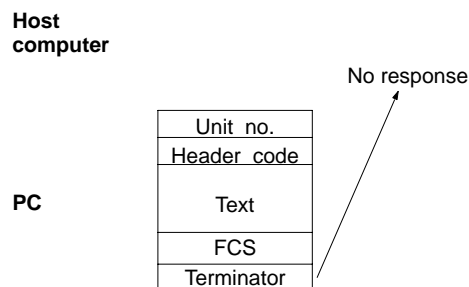 Host
computer
No response
Unit no.
Header code
PC
Text
FCS
Terminator